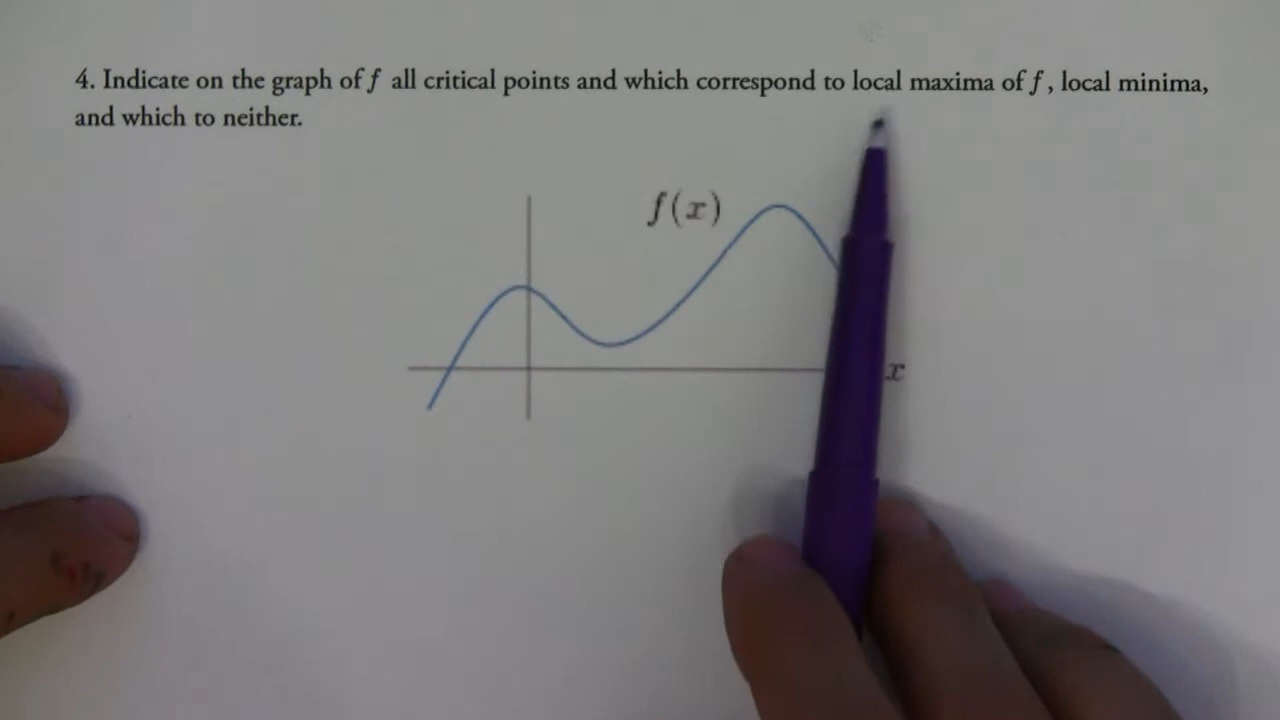 4. Indicate on the graph of f all critical points and which correspond to local maxima of f, local minima,
and which to neither.
f(x)
x